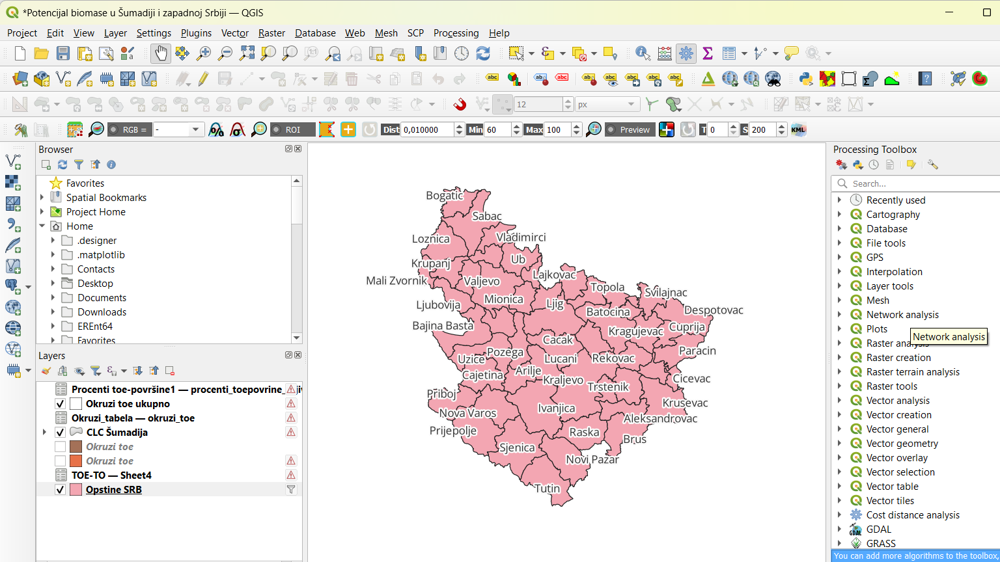 *Potencijal biomase u Šumadiji i zapadnoj Srbiji — QGIS
Project Edit View Layer Settings Plugins Vector Raster Database Web Mesh SCP Processing Help
12 px
RGB = - ROI Dist 0,010000 Min 60 Max 100 Preview T 0 S 200 KML
Browser
Favorites
Spatial Bookmarks
Project Home
Home
.designer
.matplotlib
Contacts
Desktop
Documents
Downloads
EREnt64
Favorites
Layers
Procenti toe-površine1 — procenti_toepovrine_
Okruzi toe ukupno
Okruzi_tabela — okruzi_toe
CLC Šumadija
Okruzi toe
Okruzi toe
TOE-TO — Sheet4
Opstine SRB
Bogatic
Sabac
Vladimirci
Loznica
Ub
Krupanj
Lajkovac
Mali Zvornik
Valjevo
Topola
Svilajnac
Mionica
Ljig
Ljubovija
Despotovac
Batocina
Bajina Basta
Cuprija
Kragujevac
Cacak
Paracin
Pozega
Uzice
Lucani
Rekovac
Arilje
Cajetina
Kraljevo
Cicevac
Trstenik
Priboj
Krusevac
Ivanjica
Nova Varos
Aleksandrovac
Prijepolje
Raska
Brus
Sjenica
Novi Pazar
Tutin
Processing Toolbox
Search...
Recently used
Cartography
Database
File tools
GPS
Interpolation
Layer tools
Mesh
Network analysis
Plots
Network analysis
Raster analysis
Raster creation
Raster terrain analysis
Raster tools
Vector analysis
Vector creation
Vector general
Vector geometry
Vector overlay
Vector selection
Vector table
Vector tiles
Cost distance analysis
GDAL
GRASS
You can add more algorithms to the toolbox,